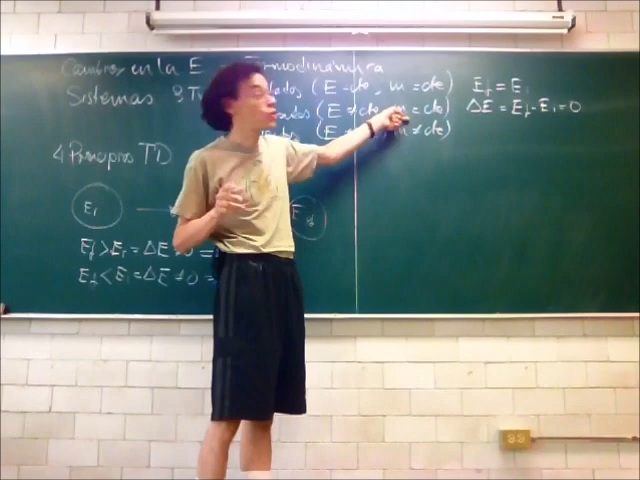 Cambios en la E Termodinámica
Sistemas 3 T (E = cte, m = cte) Ef = Ei
(E ≠ cte, m = cte) ΔE = Ef - Ei = 0
(E ≠ m ≠ cte)
1 Principio TD
Ei → Ef
Ef > Ei = ΔE ≠ 0 =
Ef < Ei = ΔE ≠ 0 =